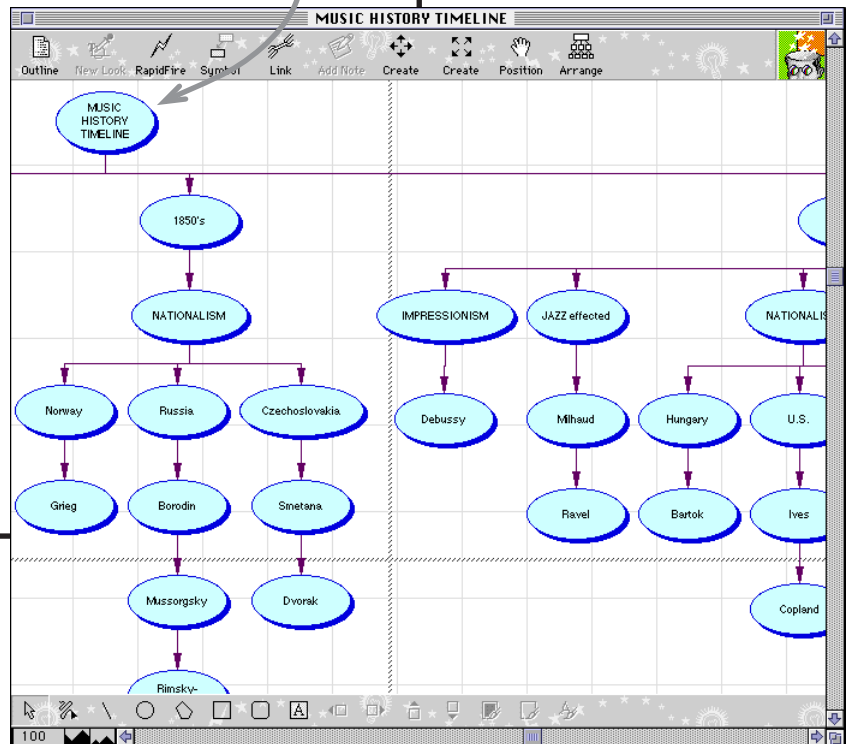 MUSIC HISTORY TIMELINE
Outline New Look RapidFire Symbol Link Add Note Create Create Position Arrange
MUSIC
HISTORY
TIMELINE
1850's
NATIONALISM IMPRESSIONISM JAZZ effected NATIONALIS
Norway Russia Czechoslovakia Debussy Milhaud Hungary U.S.
Grieg Borodin Smetana Ravel Bartok Ives
Mussorgsky Dvorak Copland
Rimsky-
A A
100